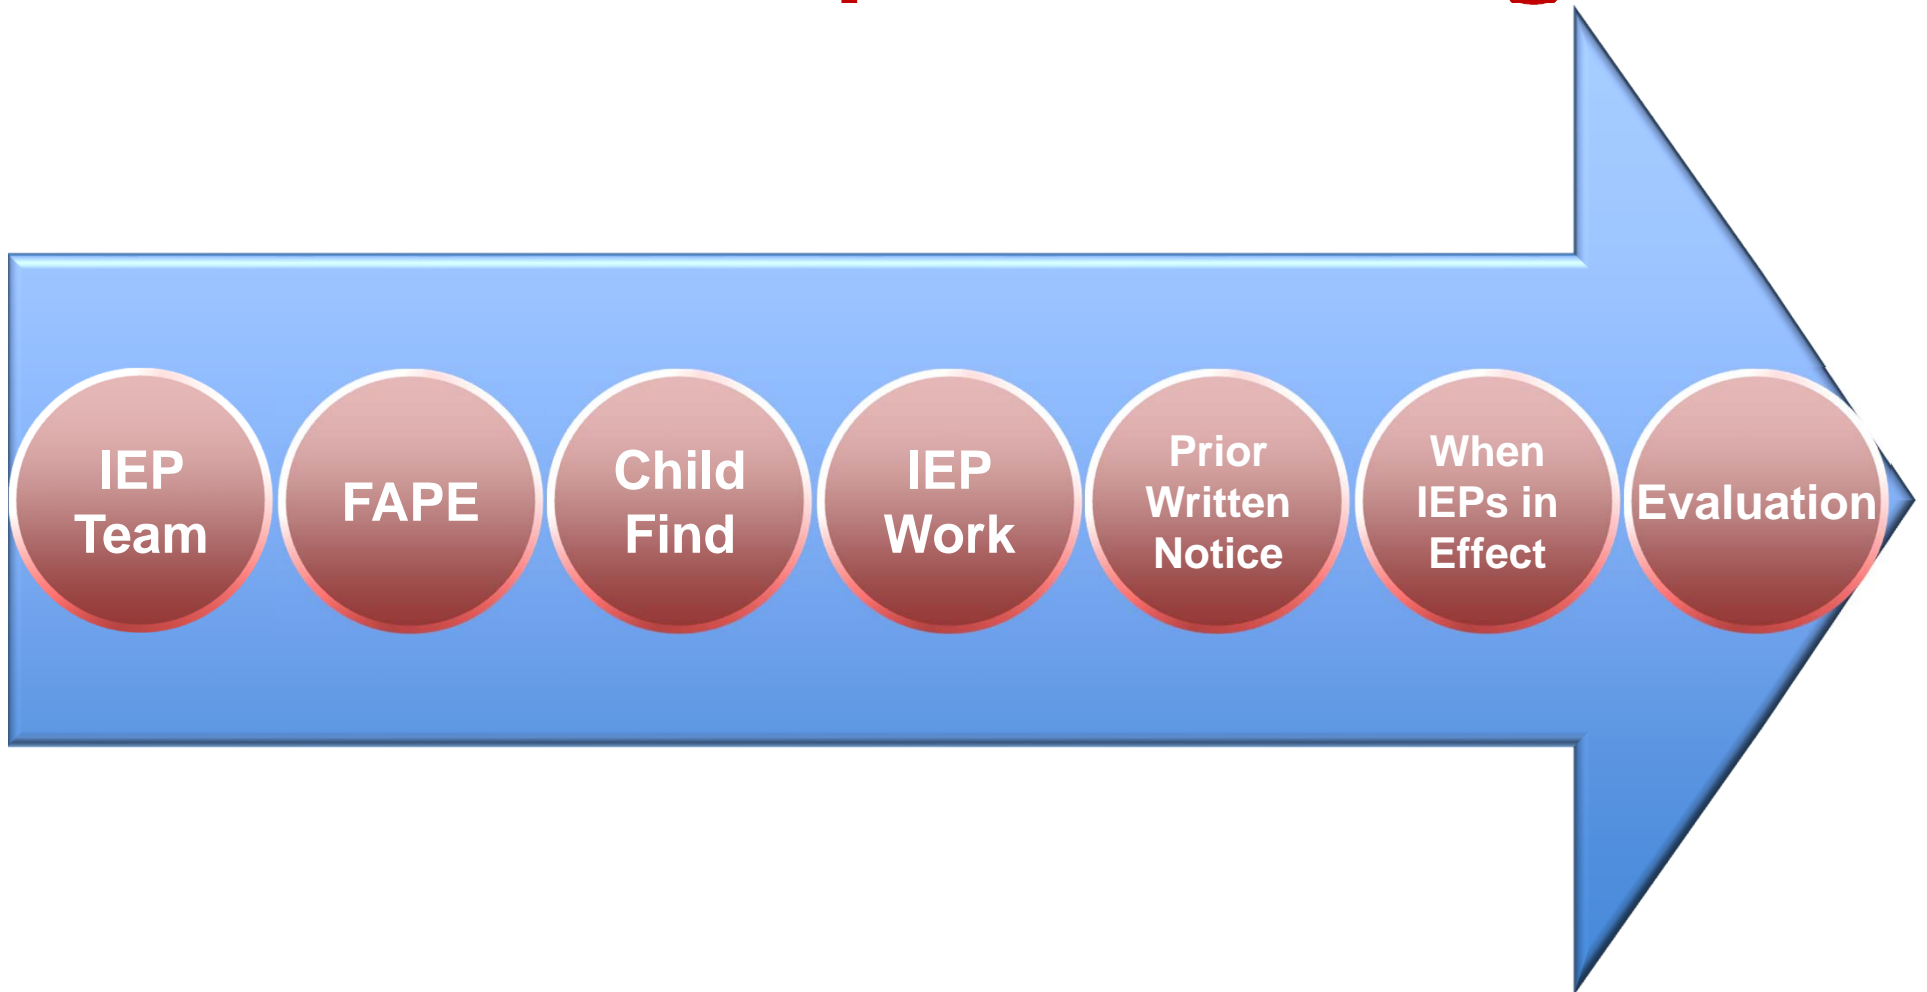 IEP
Team
FAPE
Child
Find
IEP
Work
Prior
Written
Notice
When
IEPs in
Effect
Evaluation